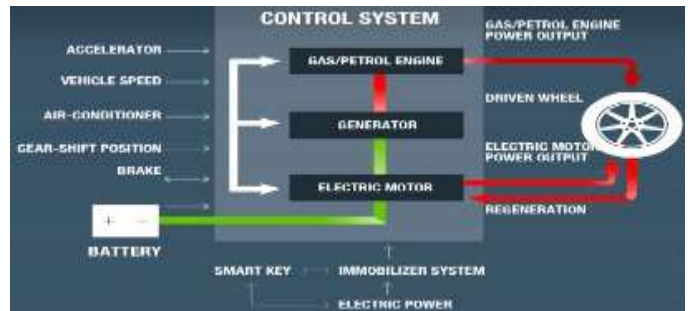 CONTROL SYSTEM
GAS/PETROL ENGINE
POWER OUTPUT
ACCELERATOR
GAS/PETROL ENGINE
VEHICLE SPEED
DRIVEN WHEEL
AIR-CONDITIONER
GENERATOR
GEAR-SHIFT POSITION
ELECTRIC MOTOR
POWER OUTPUT
BRAKE
ELECTRIC MOTOR
REGENERATION
+ –
BATTERY
SMART KEY
IMMOBILIZER SYSTEM
ELECTRIC POWER